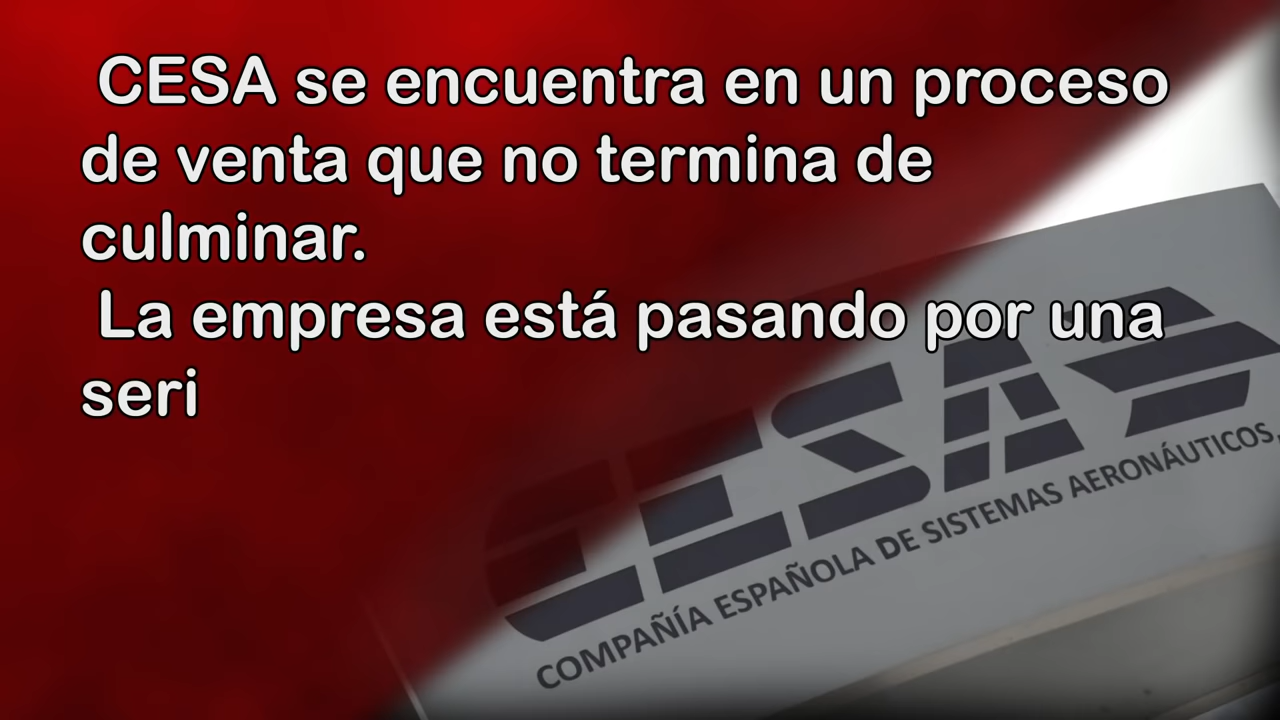 CESA se encuentra en un proceso
de venta que no termina de
culminar.
La empresa está pasando por una
seri
CESA
COMPAÑÍA ESPAÑOLA DE SISTEMAS AERONÁUTICOS,